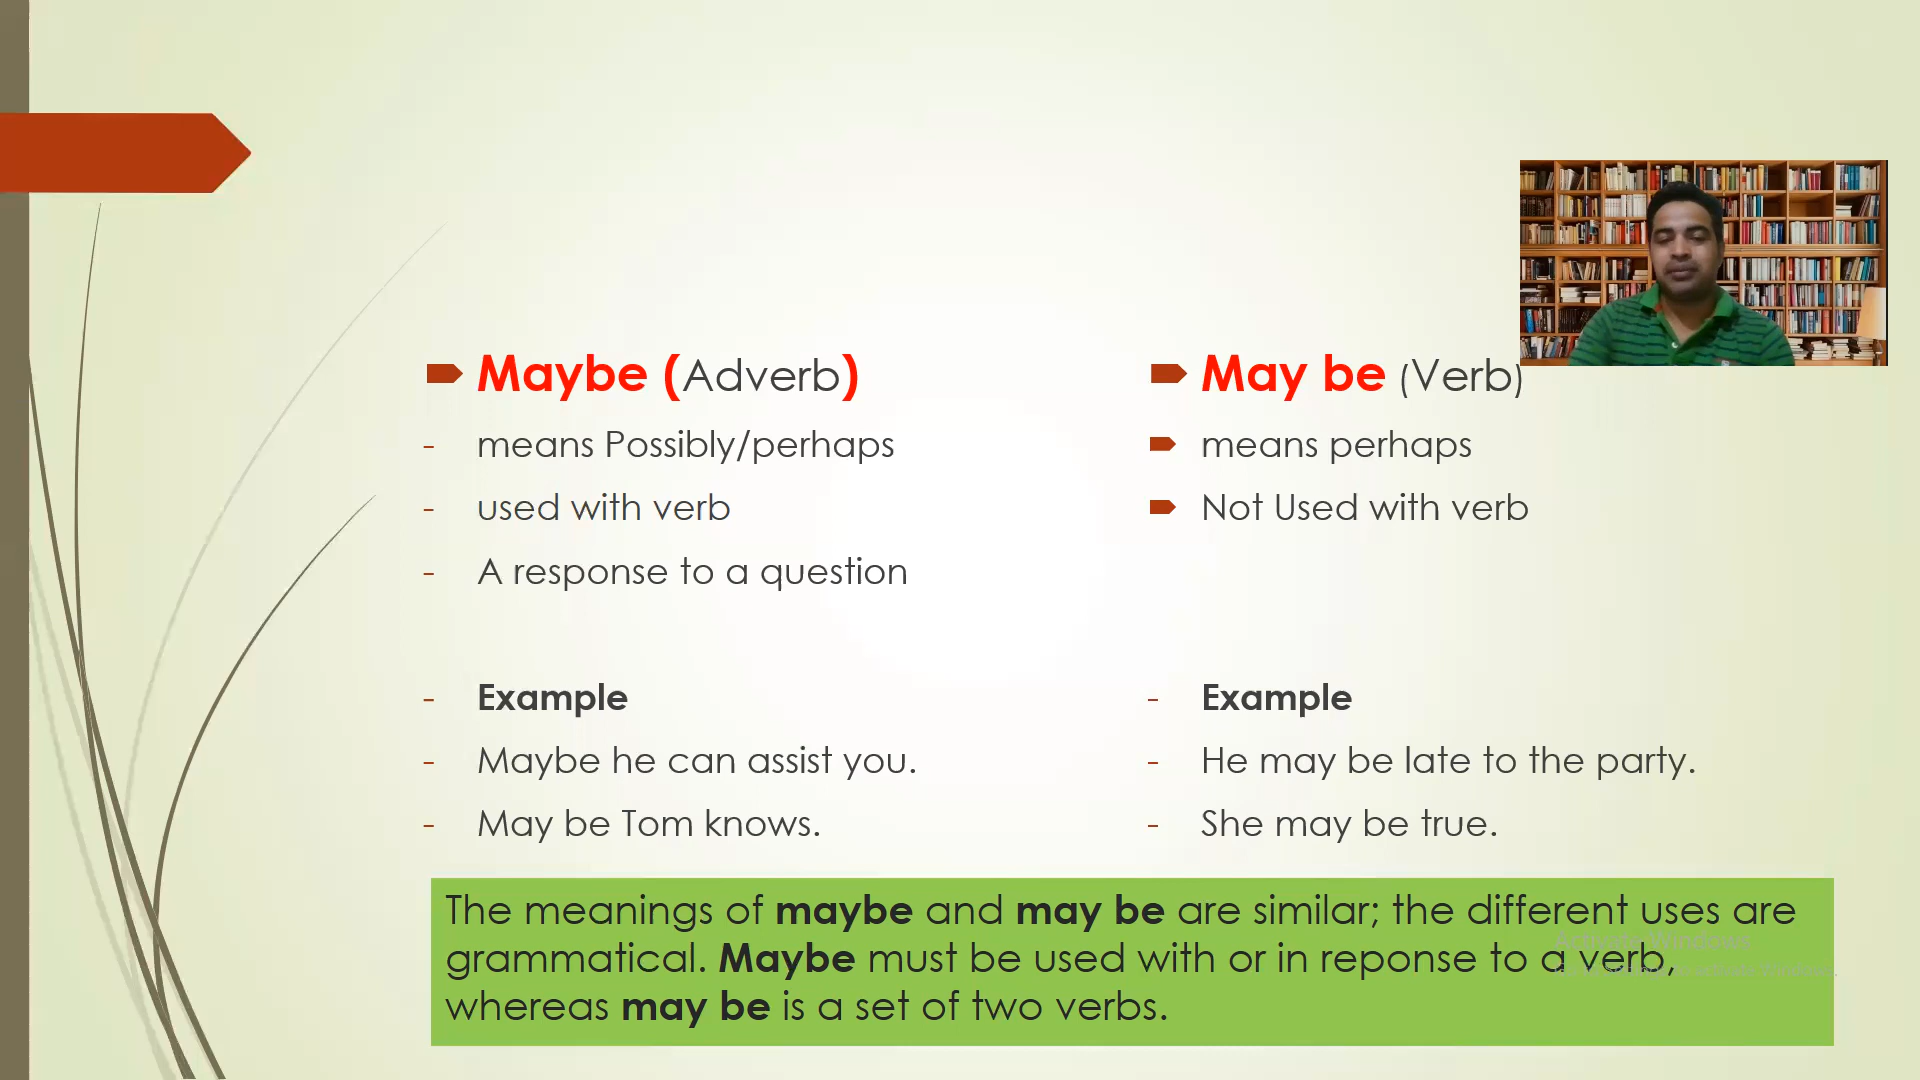 Maybe (Adverb)
- means Possibly/perhaps
- used with verb
- A response to a question
- Example
- Maybe he can assist you.
- May be Tom knows.
May be (Verb)
means perhaps
Not Used with verb
- Example
- He may be late to the party.
- She may be true.
The meanings of maybe and may be are similar; the different uses are
grammatical. Maybe must be used with or in reponse to a verb,
whereas may be is a set of two verbs.
Activate Windows